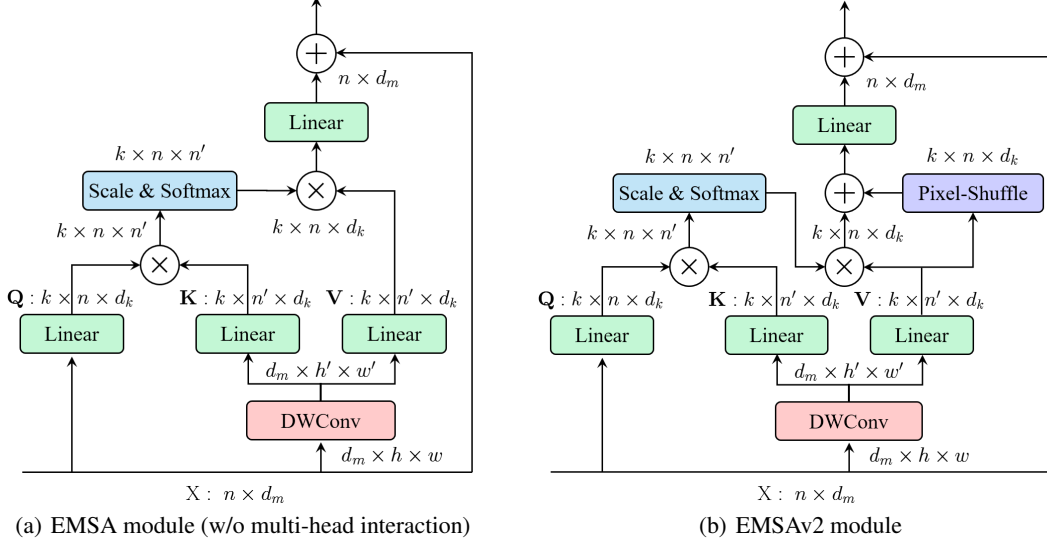 n × d_m
Linear
k × n × n′
Scale & Softmax
k × n × n′
k × n × d_k
Q : k × n × d_k
K : k × n′ × d_k
V : k × n′ × d_k
Linear
Linear
Linear
d_m × h′ × w′
DWConv
d_m × h × w
X : n × d_m
(a) EMSA module (w/o multi-head interaction)
n × d_m
Linear
k × n × n′
k × n × d_k
Scale & Softmax
Pixel-Shuffle
k × n × n′
k × n × d_k
Q : k × n × d_k
K : k × n′ × d_k
V : k × n′ × d_k
Linear
Linear
Linear
d_m × h′ × w′
DWConv
d_m × h × w
X : n × d_m
(b) EMSAv2 module